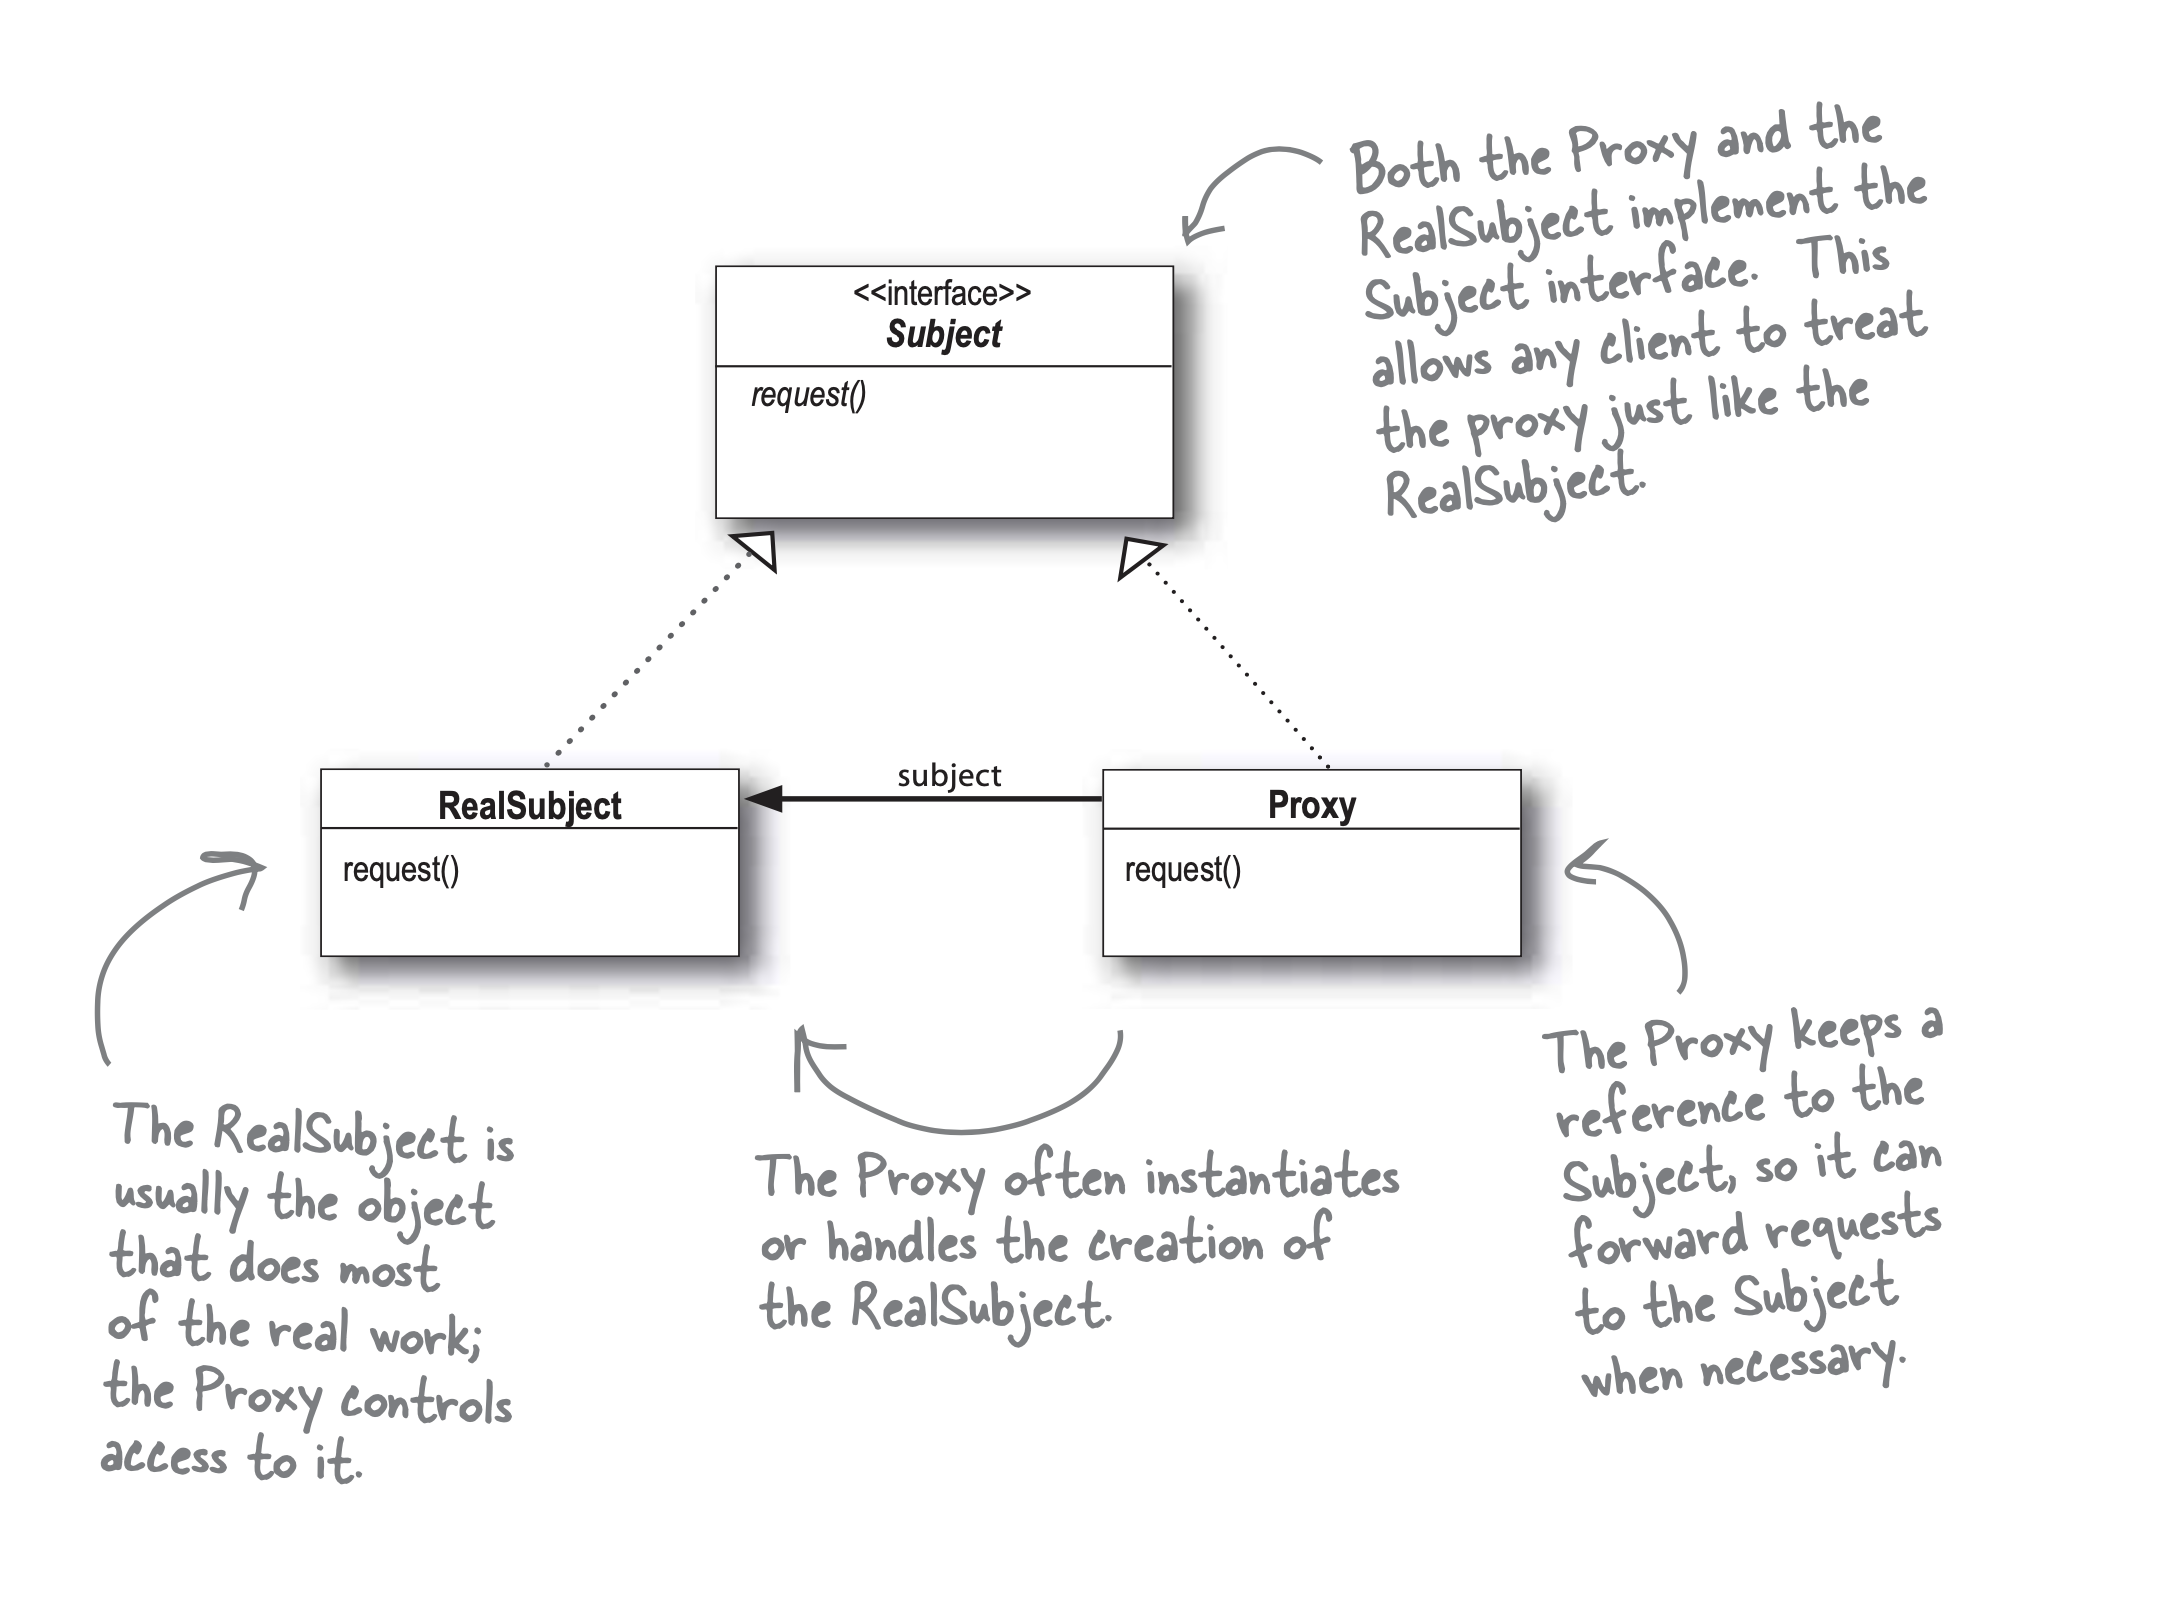 Both the Proxy and the
RealSubject implement the
Subject interface. This
allows any client to treat
the proxy just like the
RealSubject.
<<interface>>
Subject
request()
subject
RealSubject
request()
Proxy
request()
The RealSubject is
usually the object
that does most
of the real work;
the Proxy controls
access to it.
The Proxy often instantiates
or handles the creation of
the RealSubject.
The Proxy keeps a
reference to the
Subject, so it can
forward requests
to the Subject
when necessary.